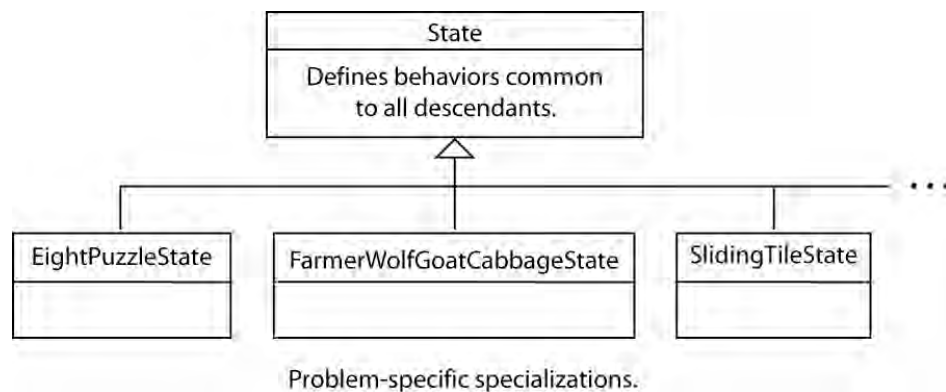 State
Defines behaviors common
to all descendants.
...
EightPuzzleState
FarmerWolfGoatCabbageState
SlidingTileState
Problem-specific specializations.